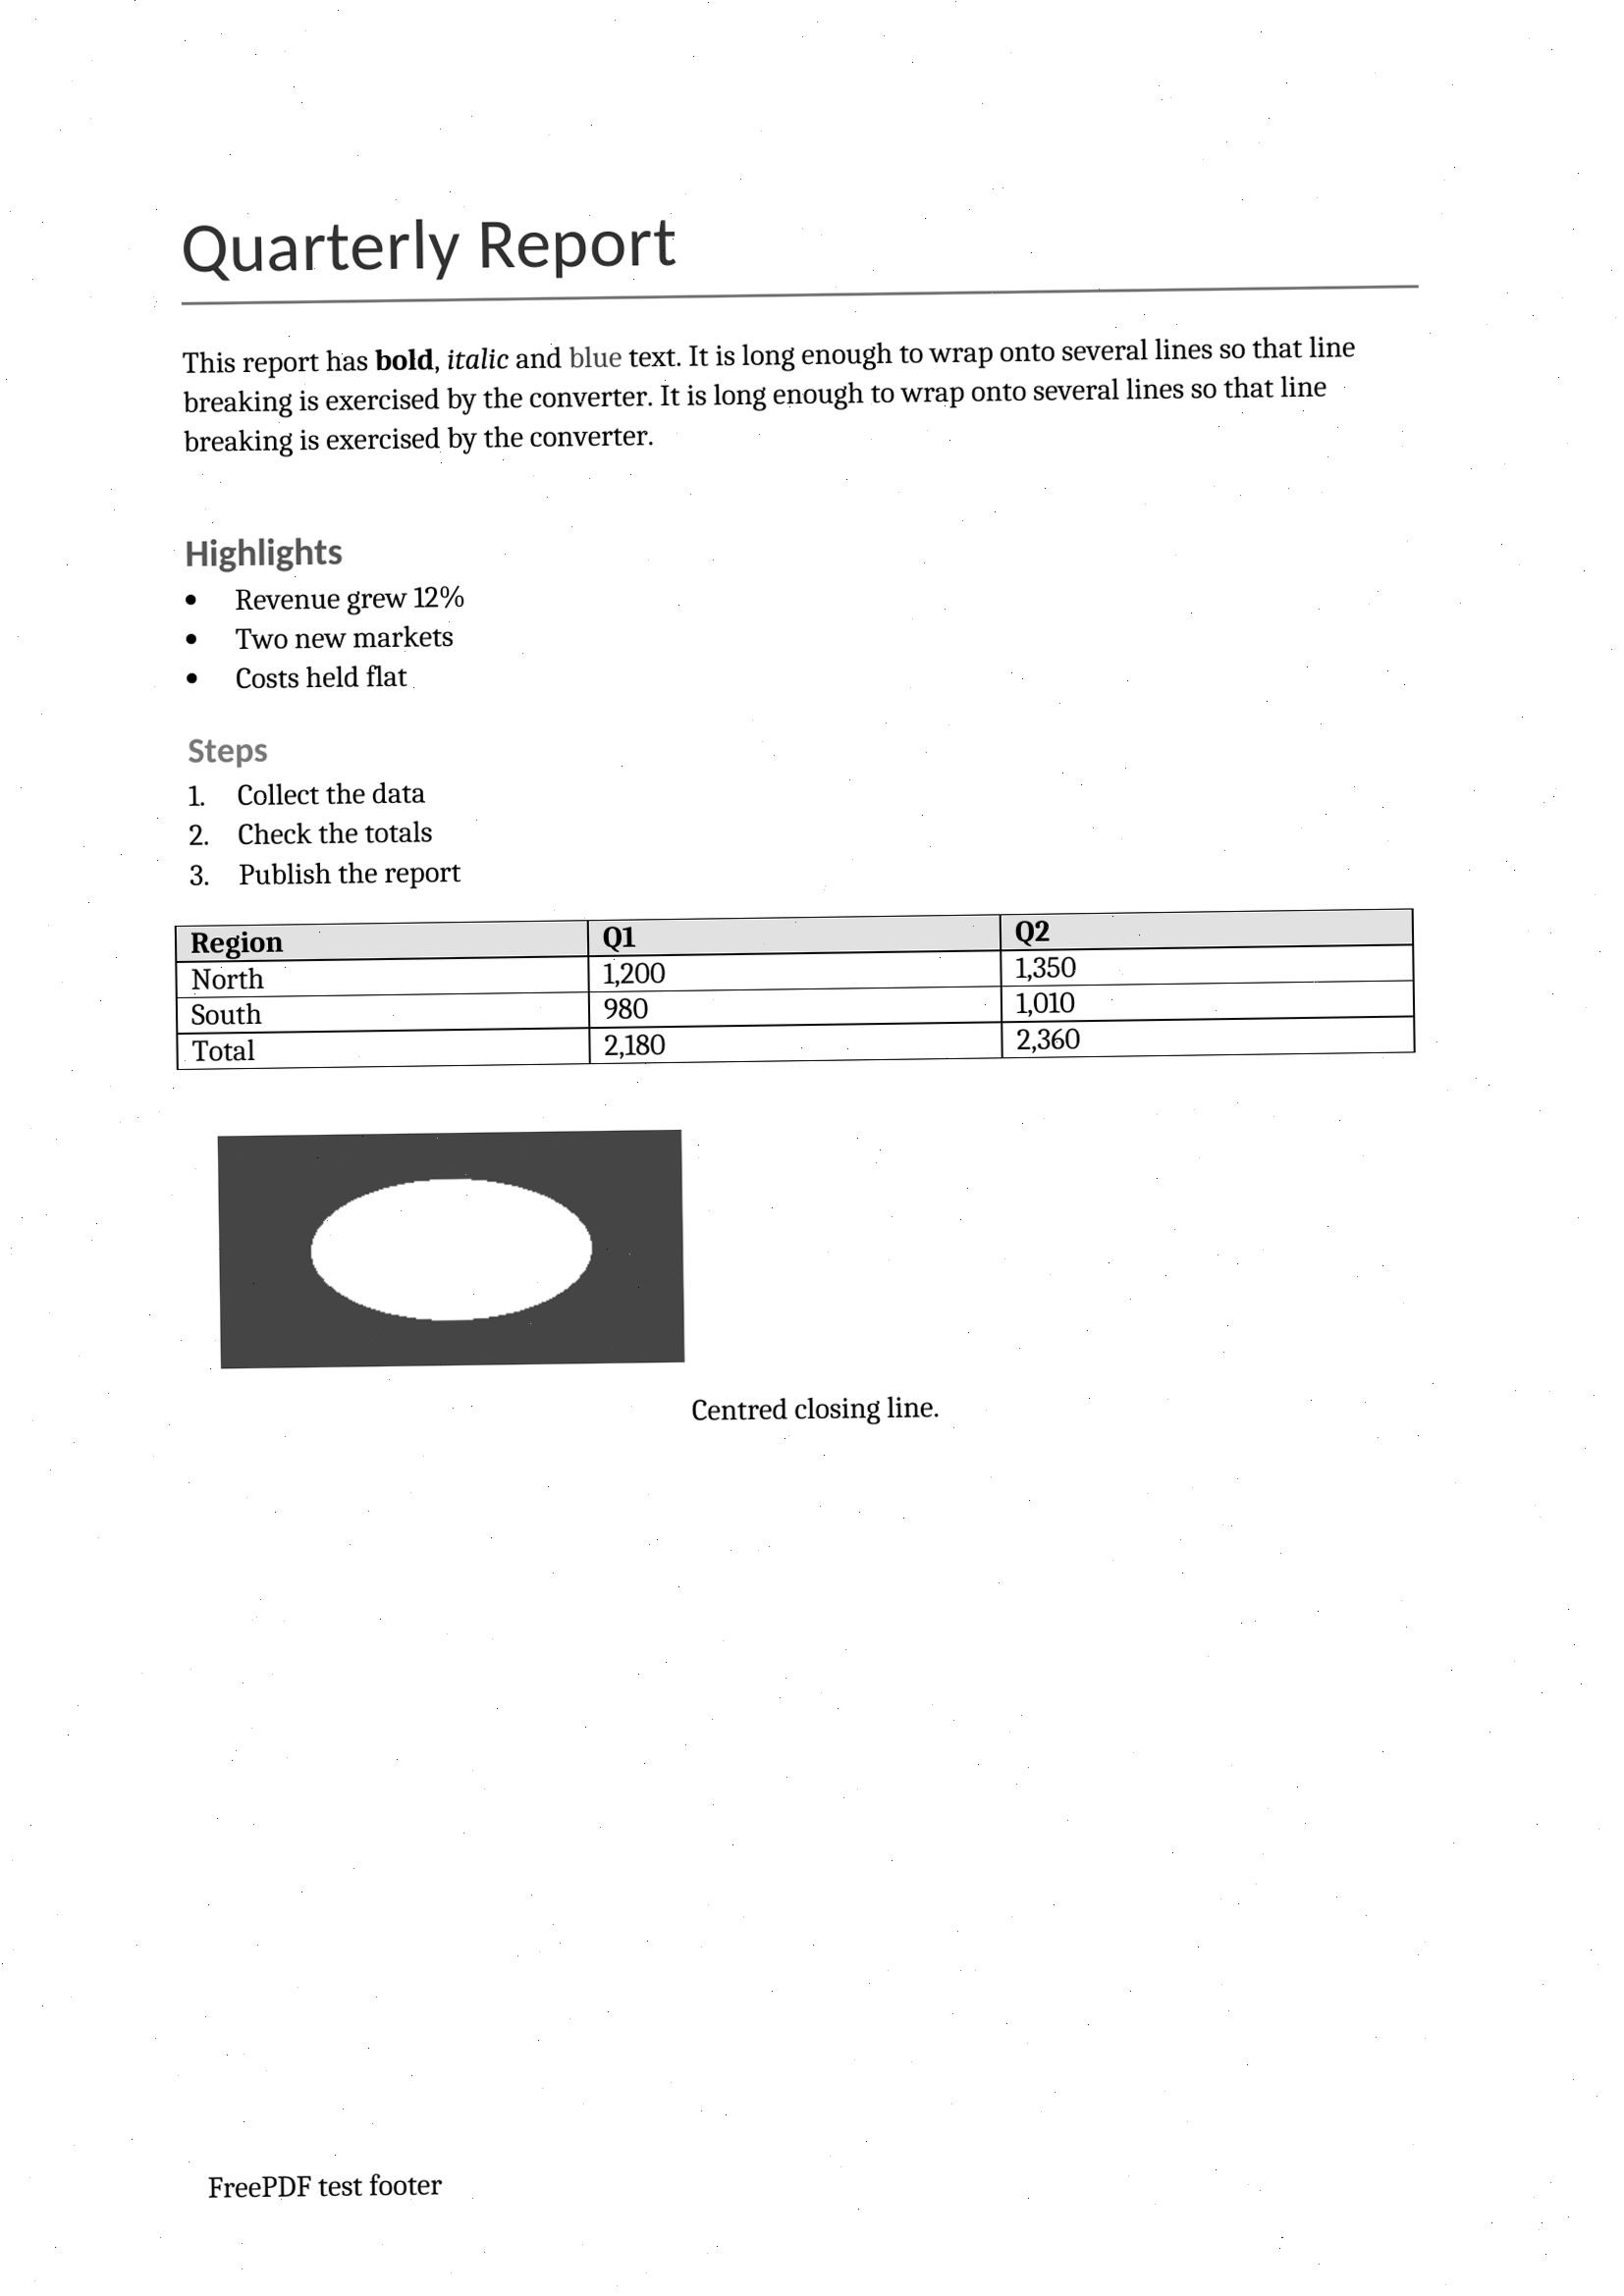 Quarterly Report
This report has bold, italic and blue text. It is long enough to wrap onto several lines so that line
breaking is exercised by the converter. It is long enough to wrap onto several lines so that line
breaking is exercised by the converter.
Highlights
• Revenue grew 12%
• Two new markets
• Costs held flat
Steps
1. Collect the data
2. Check the totals
3. Publish the report
Region Q1 Q2
North 1,200 1,350
South 980 1,010
Total 2,180 2,360
Centred closing line.
FreePDF test footer